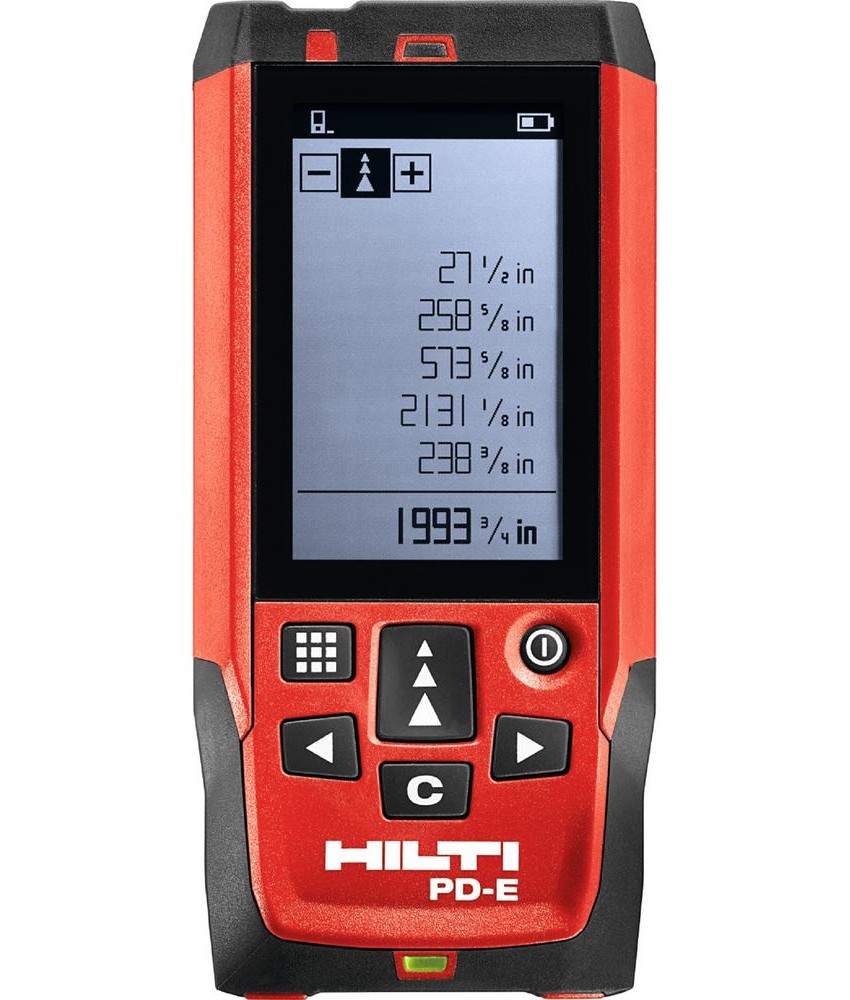 − +
27 1/2 in
258 5/8 in
573 5/8 in
2131 1/8 in
238 3/8 in
1993 3/4 in
C
HILTI
PD-E